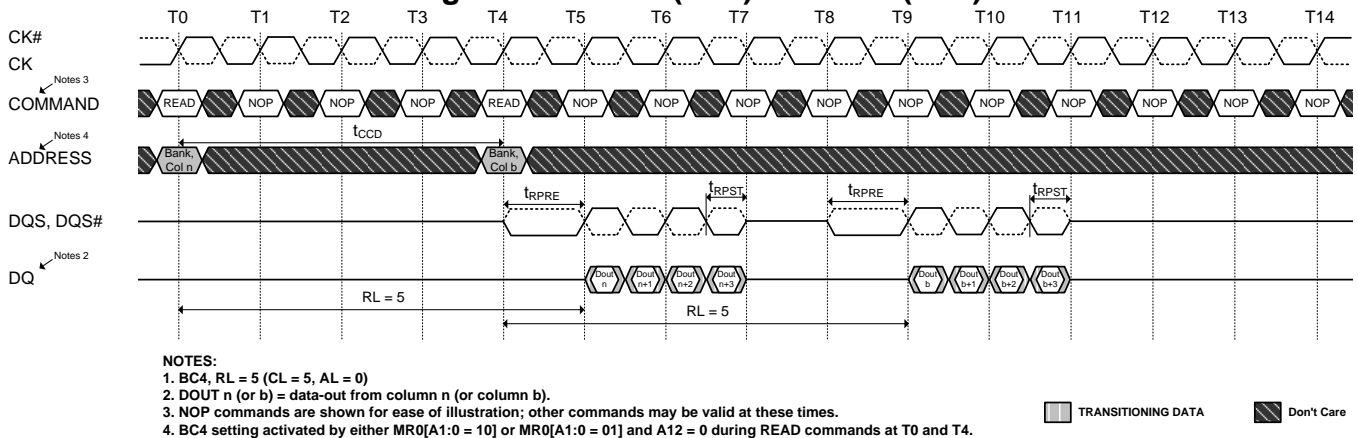 T0 T1 T2 T3 T4 T5 T6 T7 T8 T9 T10 T11 T12 T13 T14
CK#
CK
Notes 3
COMMAND READ NOP NOP NOP READ NOP NOP NOP NOP NOP NOP NOP NOP NOP NOP
tCCD
Notes 4
ADDRESS Bank, Col n Bank, Col b
tRPRE tRPST tRPRE tRPST
DQS, DQS#
Notes 2
DQ Dout n Dout n+1 Dout n+2 Dout n+3 Dout b Dout b+1 Dout b+2 Dout b+3
RL = 5
RL = 5
NOTES:
1. BC4, RL = 5 (CL = 5, AL = 0)
2. DOUT n (or b) = data-out from column n (or column b).
3. NOP commands are shown for ease of illustration; other commands may be valid at these times.
4. BC4 setting activated by either MR0[A1:0 = 10] or MR0[A1:0 = 01] and A12 = 0 during READ commands at T0 and T4.
TRANSITIONING DATA Don't Care